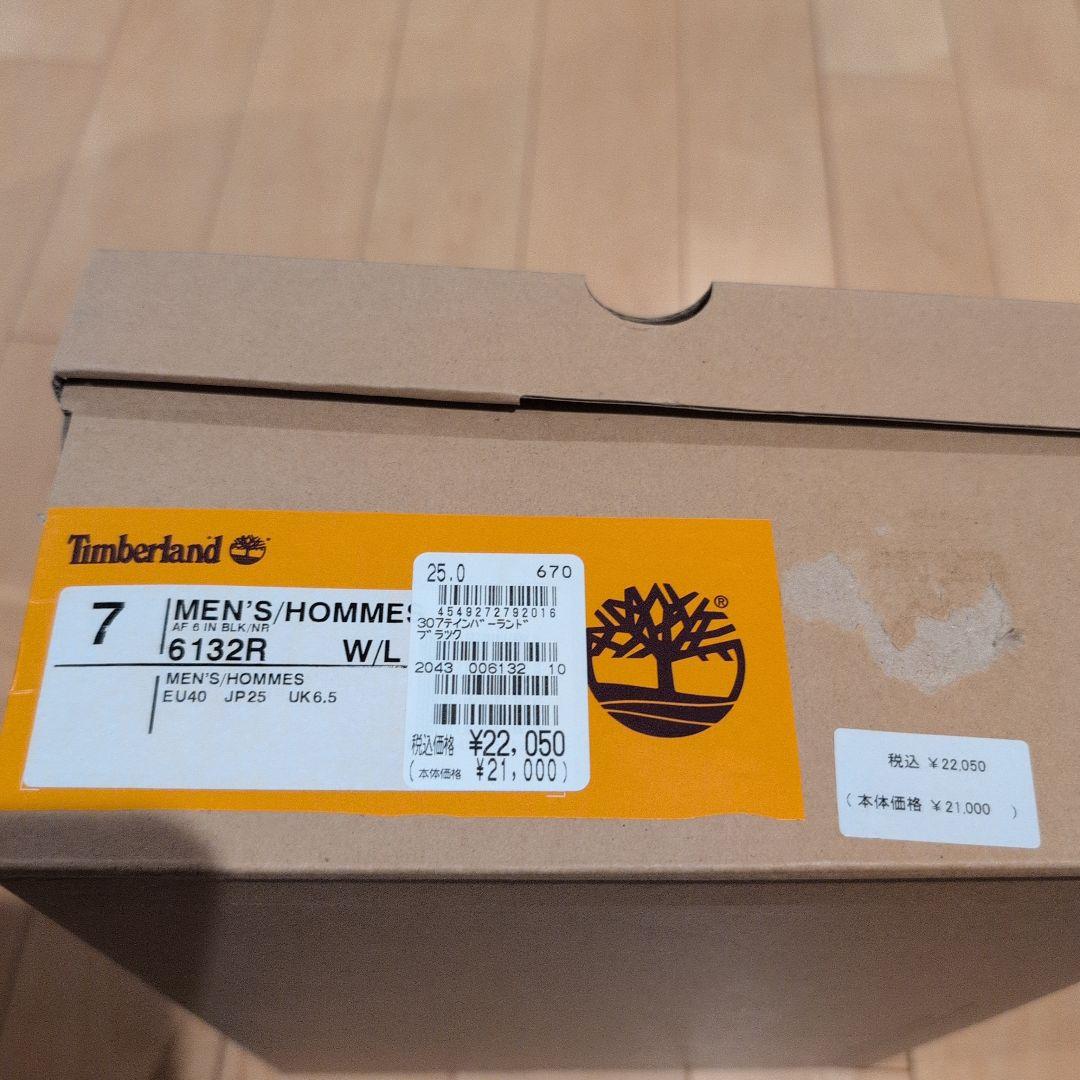 Timberland
7
MEN'S/HOMMES
AF 6 IN BLK/NR
6132R W/L
MEN'S/HOMMES
EU40 JP25 UK6.5
25.0 670
4549272792016
307テインバーランド
ブラック
2043 006132 10
税込価格 ¥22,050
(本体価格 ¥21,000)
®
税込 ¥22,050
(本体価格 ¥21,000 )